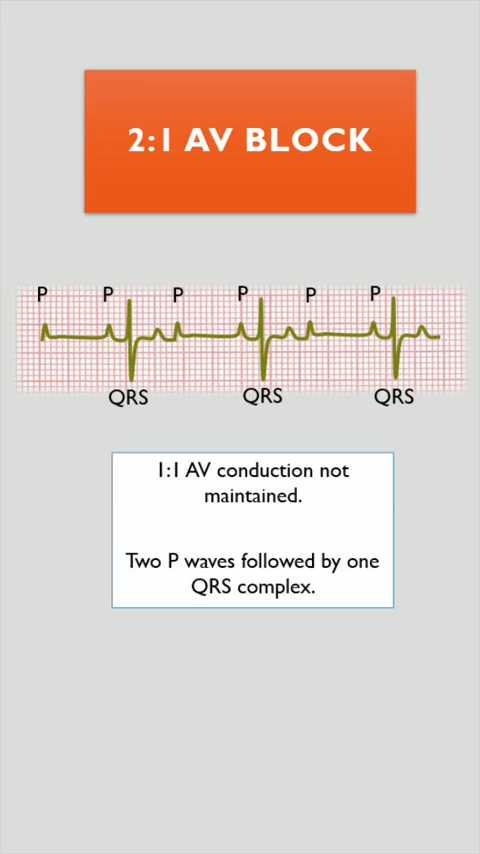 2:1 AV BLOCK
P P P P P P
QRS QRS QRS
1:1 AV conduction not
maintained.
Two P waves followed by one
QRS complex.